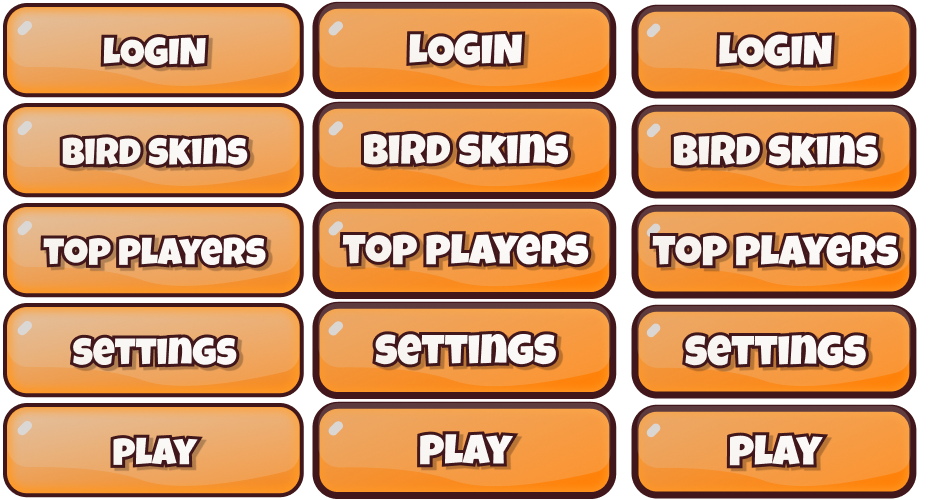 LOGIN LOGIN LOGIN
BIRD SKINS BIRD SKINS BIRD SKINS
TOP PLAYERS TOP PLAYERS TOP PLAYERS
SETTINGS SETTINGS SETTINGS
PLAY PLAY PLAY